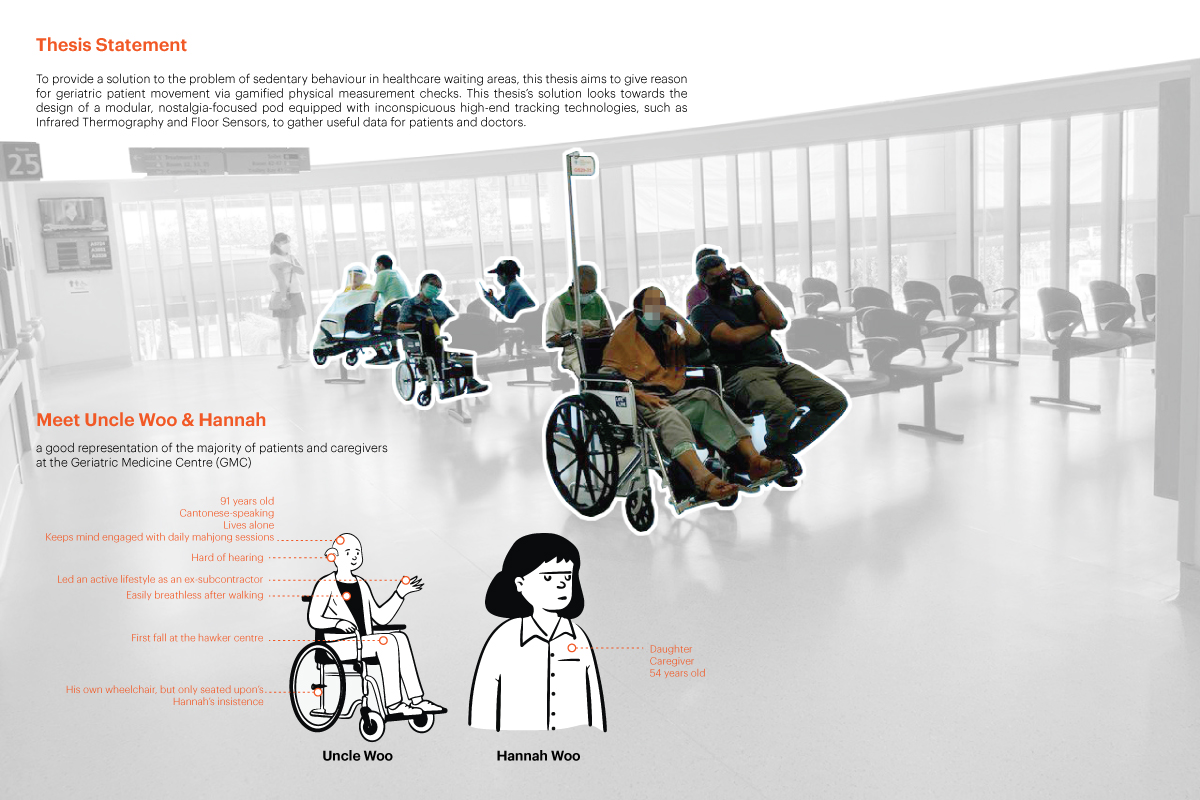 Thesis Statement
To provide a solution to the problem of sedentary behaviour in healthcare waiting areas, this thesis aims to give reason
for geriatric patient movement via gamified physical measurement checks. This thesis's solution looks towards the
design of a modular, nostalgia-focused pod equipped with inconspicuous high-end tracking technologies, such as
Infrared Thermography and Floor Sensors, to gather useful data for patients and doctors.
25
Meet Uncle Woo & Hannah
a good representation of the majority of patients and caregivers
at the Geriatric Medicine Centre (GMC)
91 years old
Cantonese-speaking
Lives alone
Keeps mind engaged with daily mahjong sessions
Hard of hearing
Led an active lifestyle as an ex-subcontractor
Easily breathless after walking
First fall at the hawker centre
His own wheelchair, but only seated upon's
Hannah's insistence
Daughter
Caregiver
54 years old
Uncle Woo
Hannah Woo